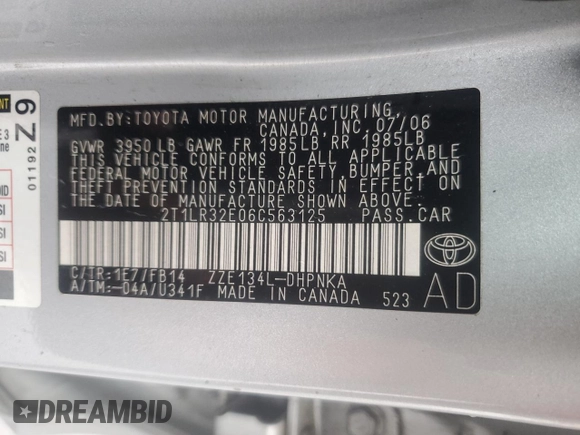 MFD.BY:TOYOTA MOTOR MANUFACTURING,
CANADA,INC. 07/06
GVWR 3950 LB GAWR FR 1985LB RR 1985LB
THIS VEHICLE CONFORMS TO ALL APPLICABLE
FEDERAL MOTOR VEHICLE SAFETY,BUMPER,AND
THEFT PREVENTION STANDARDS IN EFFECT ON
THE DATE OF MANUFACTURE SHOWN ABOVE.
2T1LR32E06C563125 PASS.CAR
C/TR:1E7/FB14 ZZE134L-DHPNKA
A/TM:-04A/U341F MADE IN CANADA 523
TOYOTA
AD
01192 Z9
DREAMBID